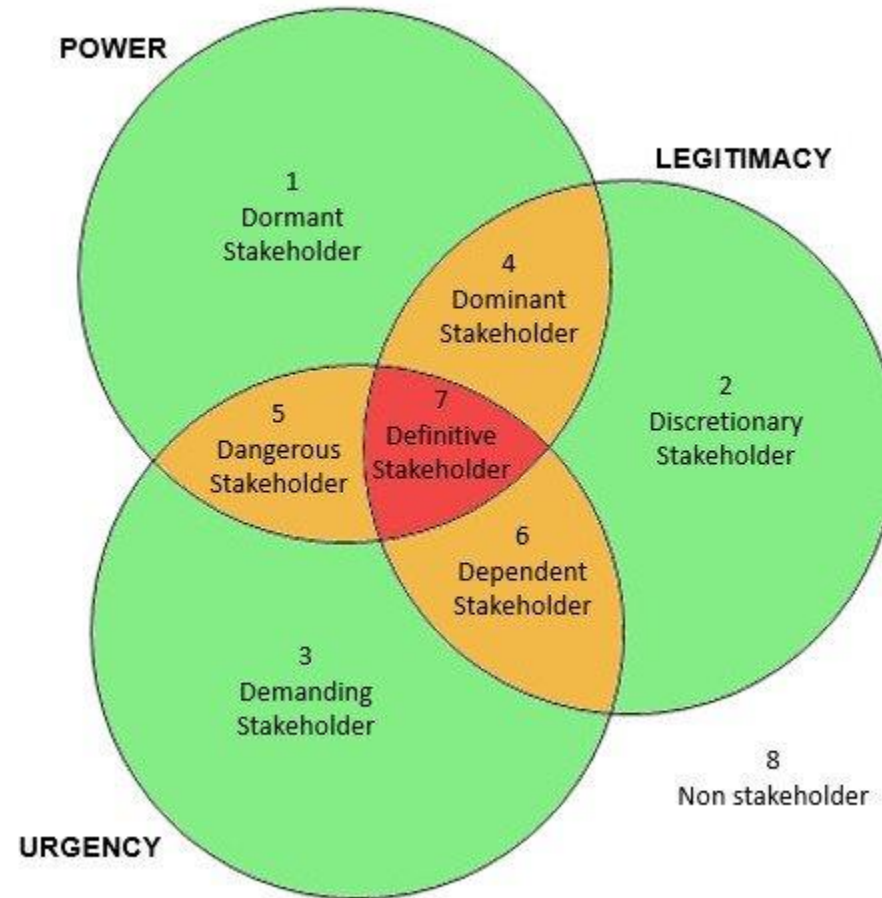 POWER
LEGITIMACY
1
Dormant
Stakeholder
4
Dominant
Stakeholder
2
Discretionary
Stakeholder
5
Dangerous
Stakeholder
7
Definitive
Stakeholder
6
Dependent
Stakeholder
3
Demanding
Stakeholder
8
Non stakeholder
URGENCY